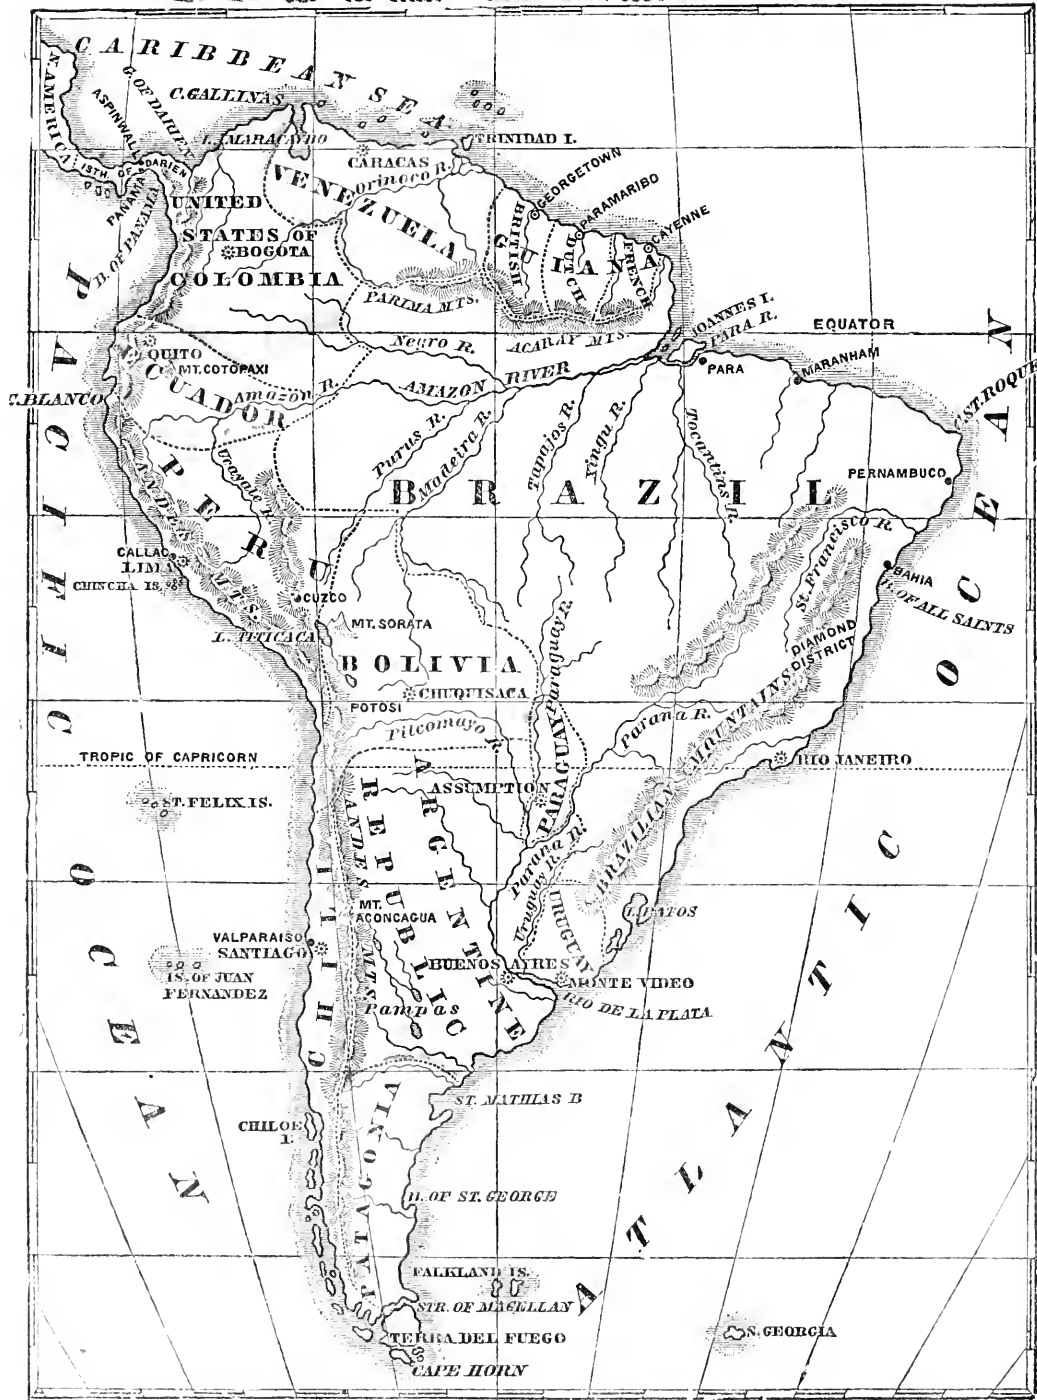 CARIBBEAN SEA
N. AMERICA
ASPINWALL
G. OF DARIEN
C. GALLINAS
L. MARACAYBO
TRINIDAD I.
CARACAS
Orinoco R.
ISTH. OF DARIEN
PANAMA
B. OF PANAMA
VENEZUELA
GEORGETOWN
PARAMARIBO
CAYENNE
UNITED
STATES OF
BOGOTA
COLOMBIA
GUIANA
BRITISH
DUTCH
FRENCH
PARIMA MTS.
ACARAY MTS.
JOANNES I.
PARA R.
EQUATOR
Negro R.
QUITO
MT. COTOPAXI
AMAZON RIVER
Amazon R.
PARA
MARANHAM
C. BLANCO
C. ST. ROQUE
Purus R.
Madeira R.
Tapajos R.
Xingu R.
Tocantins R.
Ucayale R.
PERNAMBUCO
BRAZIL
PERU
ANDES MTS.
St. Francisco R.
CALLAO
LIMA
CHINCHA IS.
BAHIA
B. OF ALL SAINTS
CUZCO
MT. SORATA
L. TITICACA
DIAMOND
DISTRICT
BOLIVIA
CHUQUISACA
POTOSI
Paraguay R.
Pilcomayo R.
Parana R.
BRAZILIAN MOUNTAINS
TROPIC OF CAPRICORN
RIO JANEIRO
ST. FELIX IS.
ASSUMPTION
PARAGUAY
ARGENTINE
REPUBLIC
ANDES MTS.
Parana R.
Uruguay R.
URUGUAY
L. PATOS
MT.
ACONCAGUA
VALPARAISO
SANTIAGO
IS. OF JUAN
FERNANDEZ
CHILI
BUENOS AYRES
MONTE VIDEO
RIO DE LA PLATA
Pampas
ST. MATHIAS B
CHILOE
I.
PATAGONIA
B. OF ST. GEORGE
FALKLAND IS.
STR. OF MAGELLAN
TERRA DEL FUEGO
CAPE HORN
S. GEORGIA
PACIFIC OCEAN
ATLANTIC OCEAN